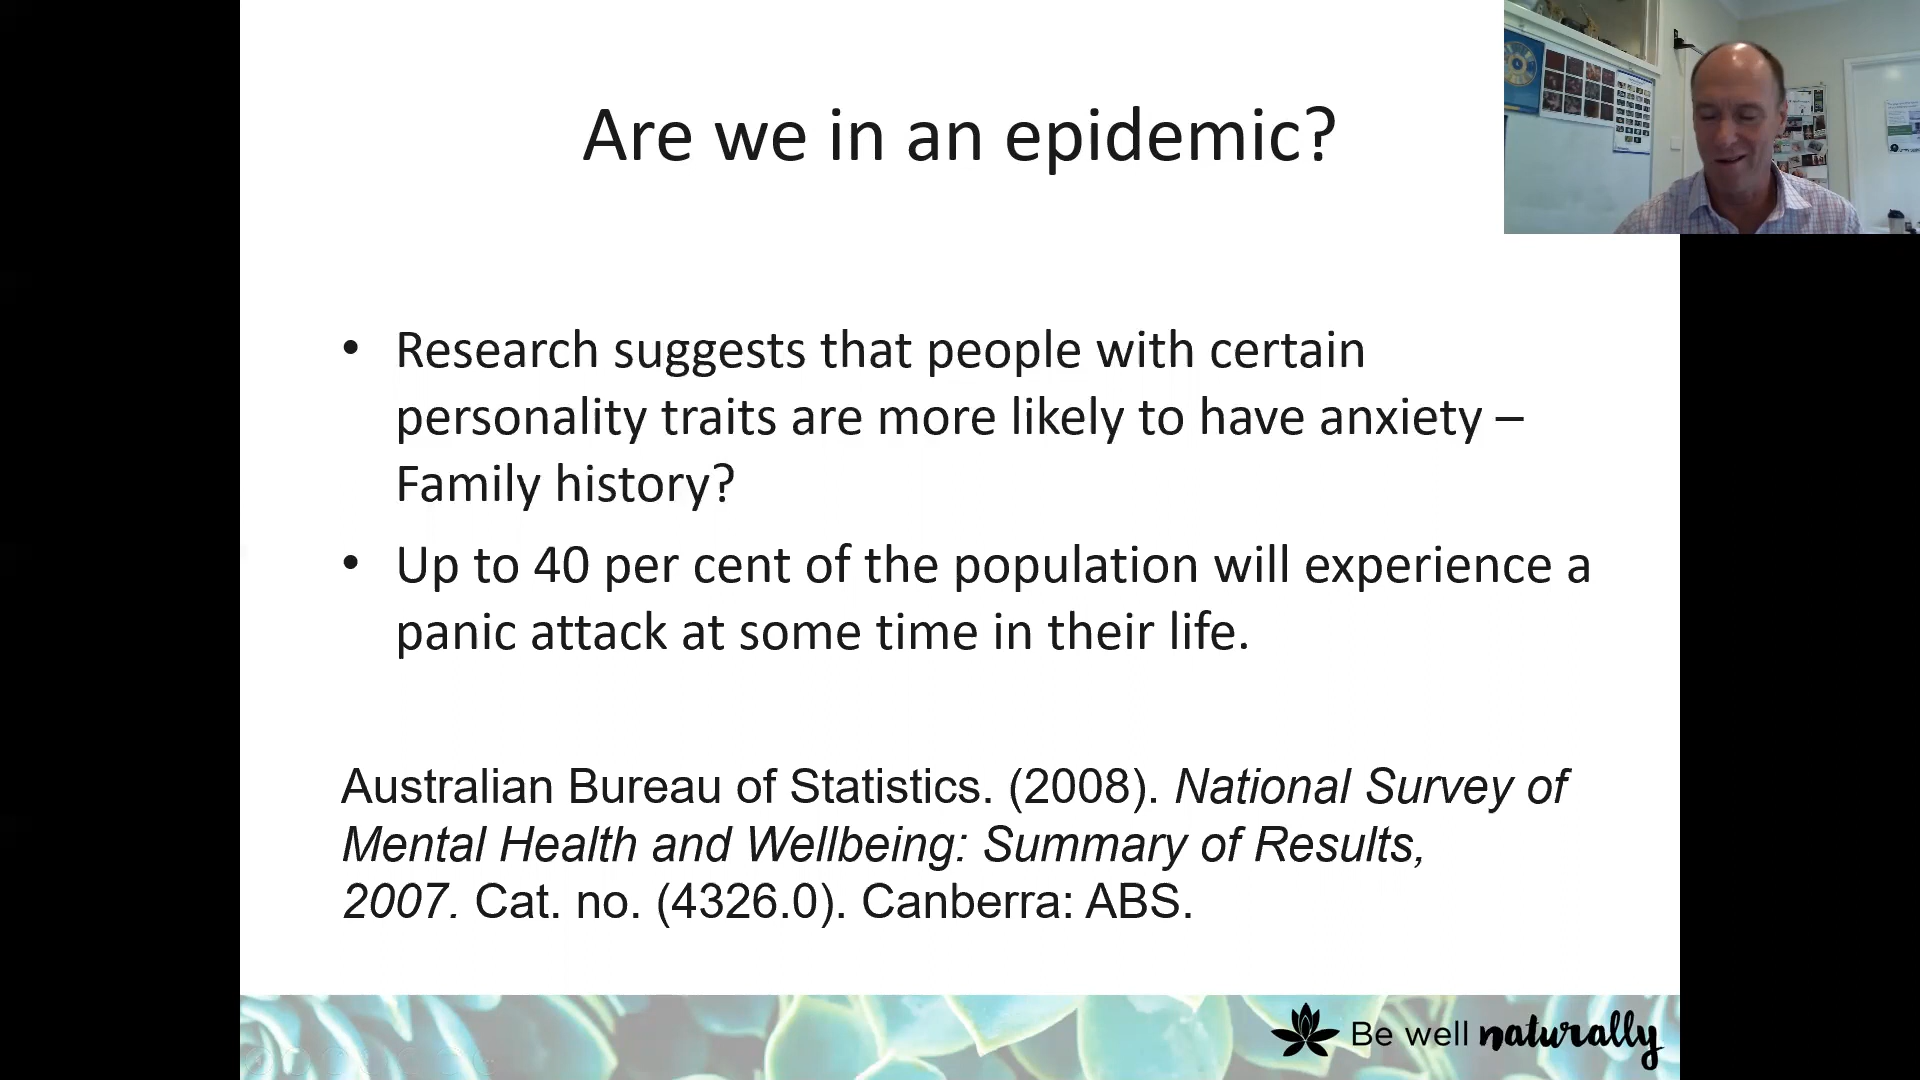 Are we in an epidemic?
• Research suggests that people with certain
personality traits are more likely to have anxiety –
Family history?
• Up to 40 per cent of the population will experience a
panic attack at some time in their life.
Australian Bureau of Statistics. (2008). National Survey of
Mental Health and Wellbeing: Summary of Results,
2007. Cat. no. (4326.0). Canberra: ABS.
Be well naturally